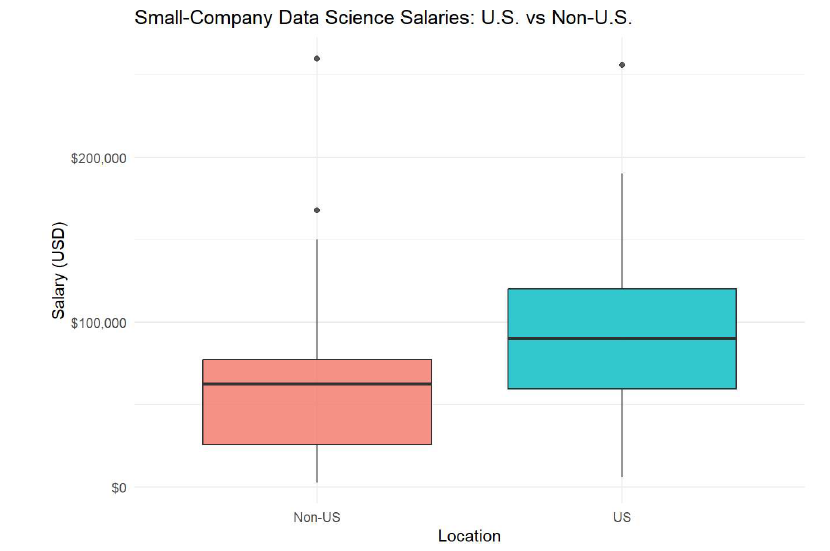 Small-Company Data Science Salaries: U.S. vs Non-U.S.
Salary (USD)
$200,000
$100,000
$0
Non-US
US
Location